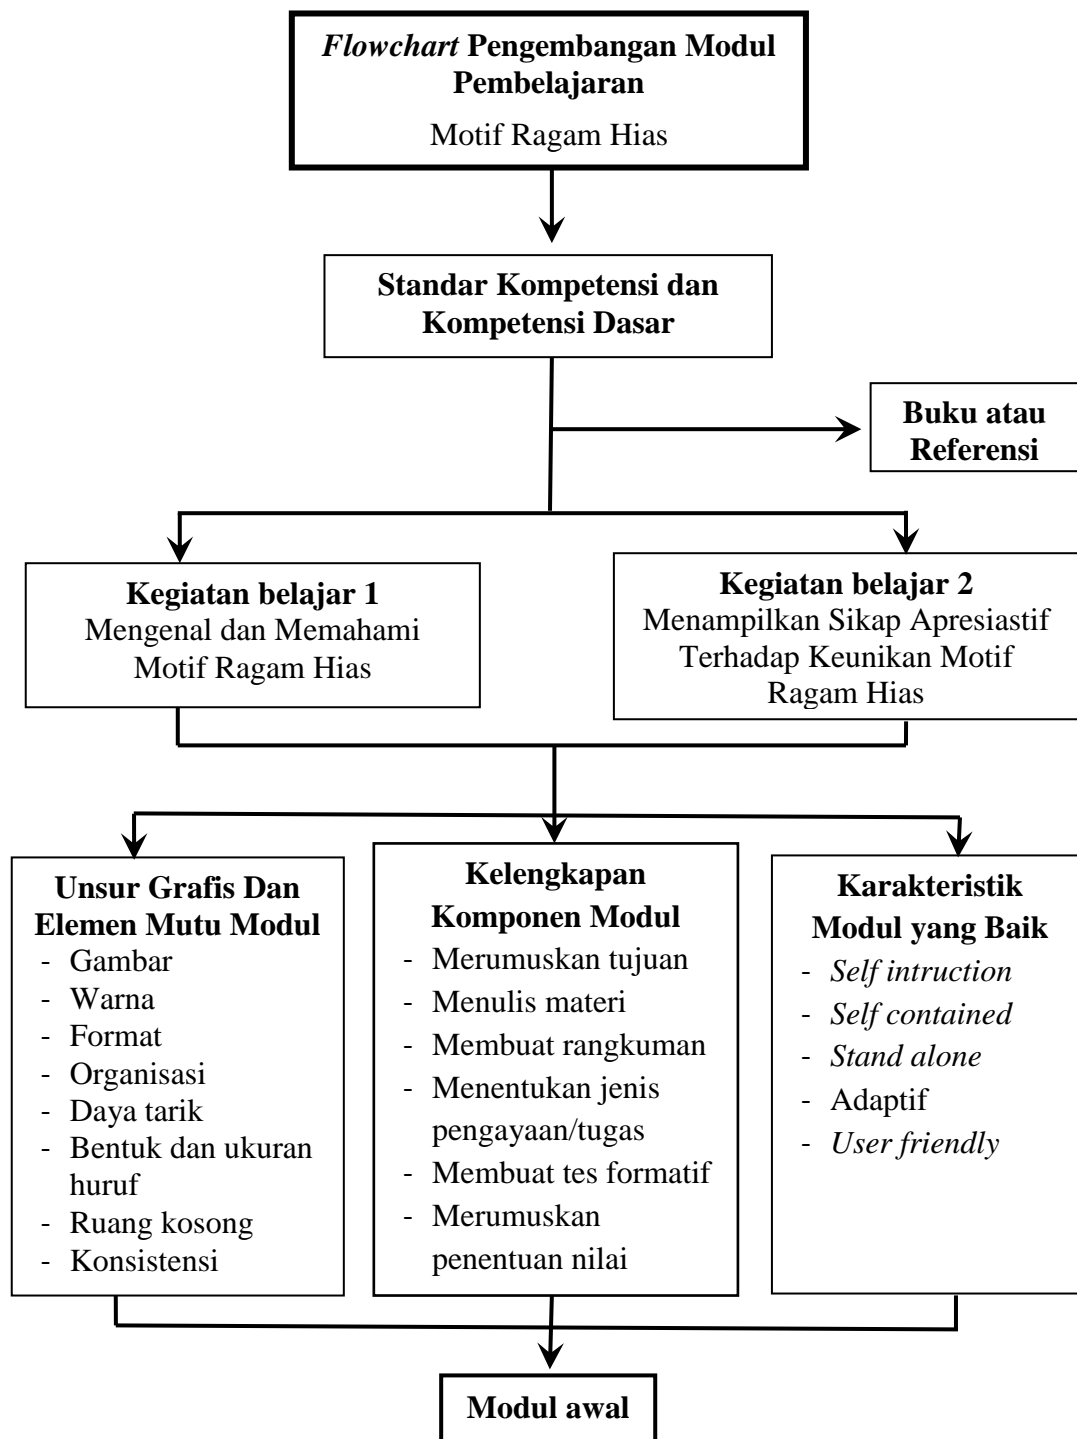 Flowchart Pengembangan Modul
Pembelajaran
Motif Ragam Hias
Standar Kompetensi dan
Kompetensi Dasar
Buku atau
Referensi
Kegiatan belajar 1
Mengenal dan Memahami
Motif Ragam Hias
Kegiatan belajar 2
Menampilkan Sikap Apresiastif
Terhadap Keunikan Motif
Ragam Hias
Unsur Grafis Dan
Elemen Mutu Modul
- Gambar
- Warna
- Format
- Organisasi
- Daya tarik
- Bentuk dan ukuran
huruf
- Ruang kosong
- Konsistensi
Kelengkapan
Komponen Modul
- Merumuskan tujuan
- Menulis materi
- Membuat rangkuman
- Menentukan jenis
pengayaan/tugas
- Membuat tes formatif
- Merumuskan
penentuan nilai
Karakteristik
Modul yang Baik
- Self intruction
- Self contained
- Stand alone
- Adaptif
- User friendly
Modul awal